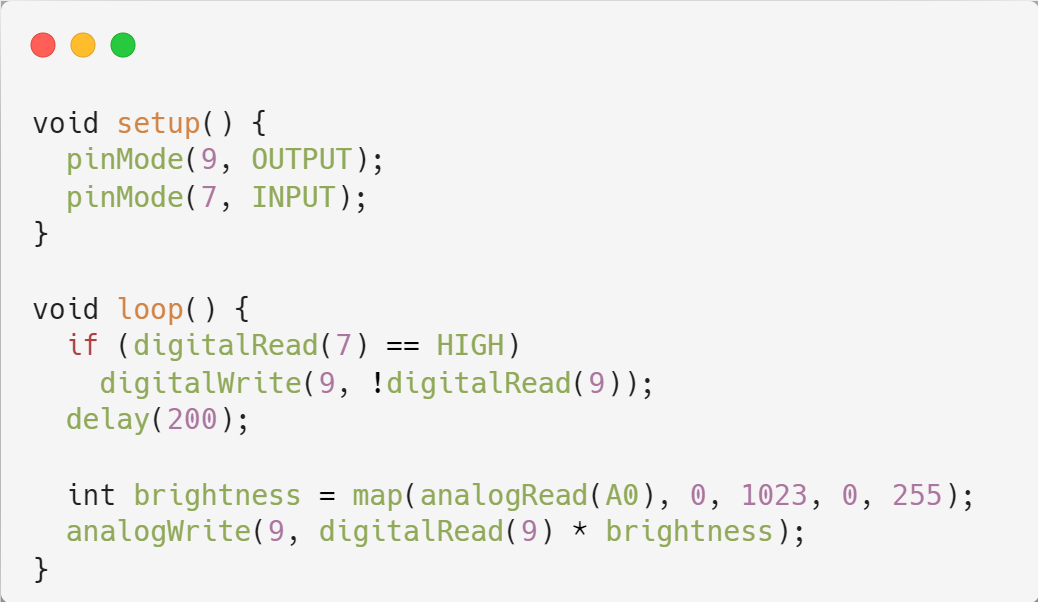 void setup() {
  pinMode(9, OUTPUT);
  pinMode(7, INPUT);
}

void loop() {
  if (digitalRead(7) == HIGH)
    digitalWrite(9, !digitalRead(9));
  delay(200);

  int brightness = map(analogRead(A0), 0, 1023, 0, 255);
  analogWrite(9, digitalRead(9) * brightness);
}